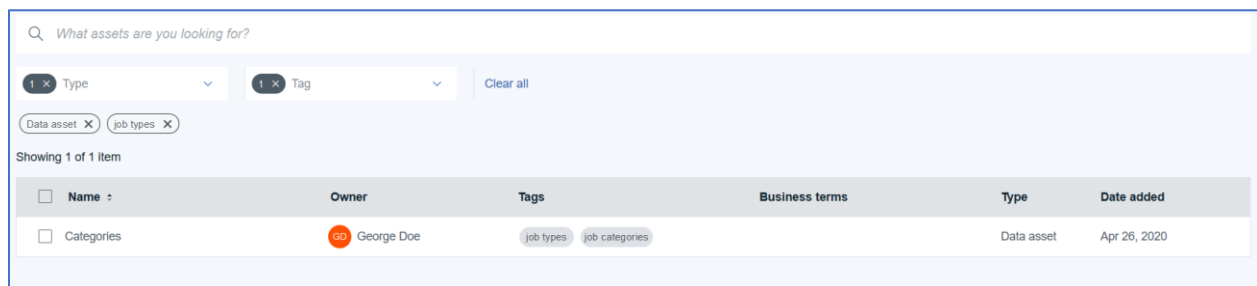 What assets are you looking for?
1 × Type 1 × Tag Clear all
Data asset × job types ×
Showing 1 of 1 item
Name Owner Tags Business terms Type Date added
Categories GD George Doe job types job categories Data asset Apr 26, 2020